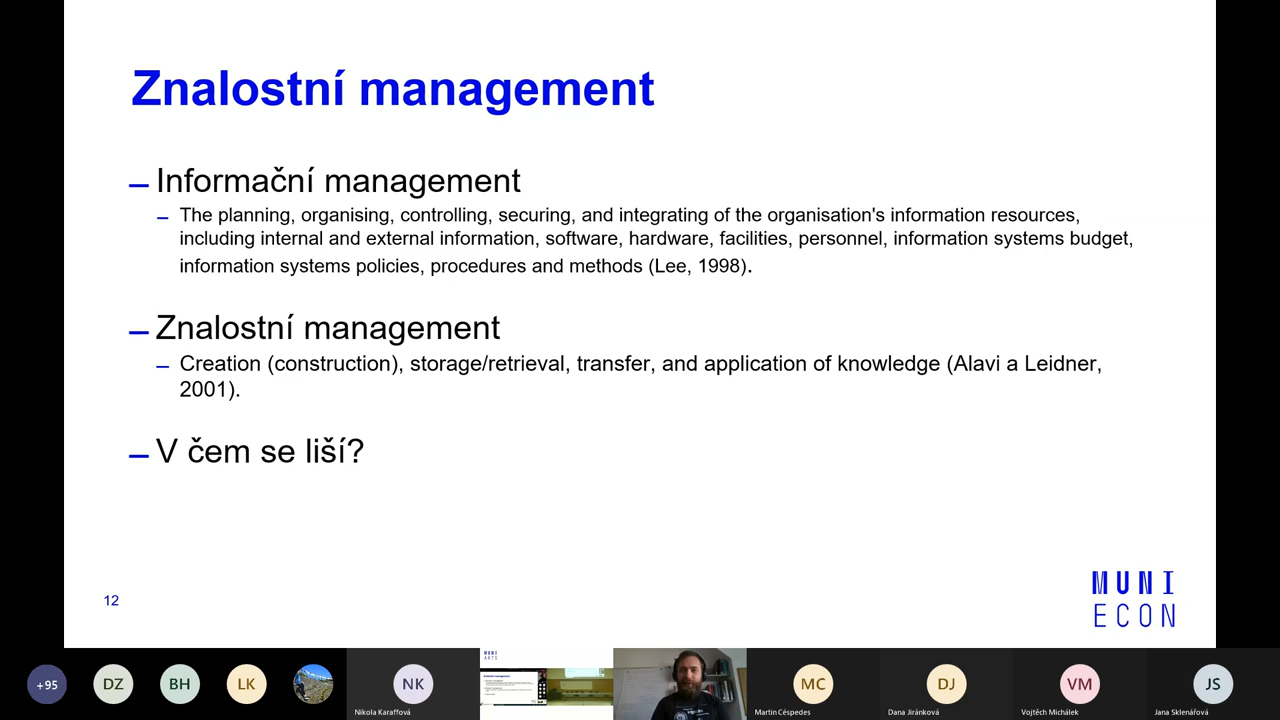 Znalostní management
– Informační management
– The planning, organising, controlling, securing, and integrating of the organisation's information resources,
including internal and external information, software, hardware, facilities, personnel, information systems budget,
information systems policies, procedures and methods (Lee, 1998).
– Znalostní management
– Creation (construction), storage/retrieval, transfer, and application of knowledge (Alavi a Leidner,
2001).
– V čem se liší?
12
MUNI
ECON
+95
DZ
BH
LK
NK
Nikola Karaffová
MUNI
ARTS
MC
Martin Céspedes
DJ
Dana Jiránková
VM
Vojtěch Michálek
JS
Jana Sklenářová